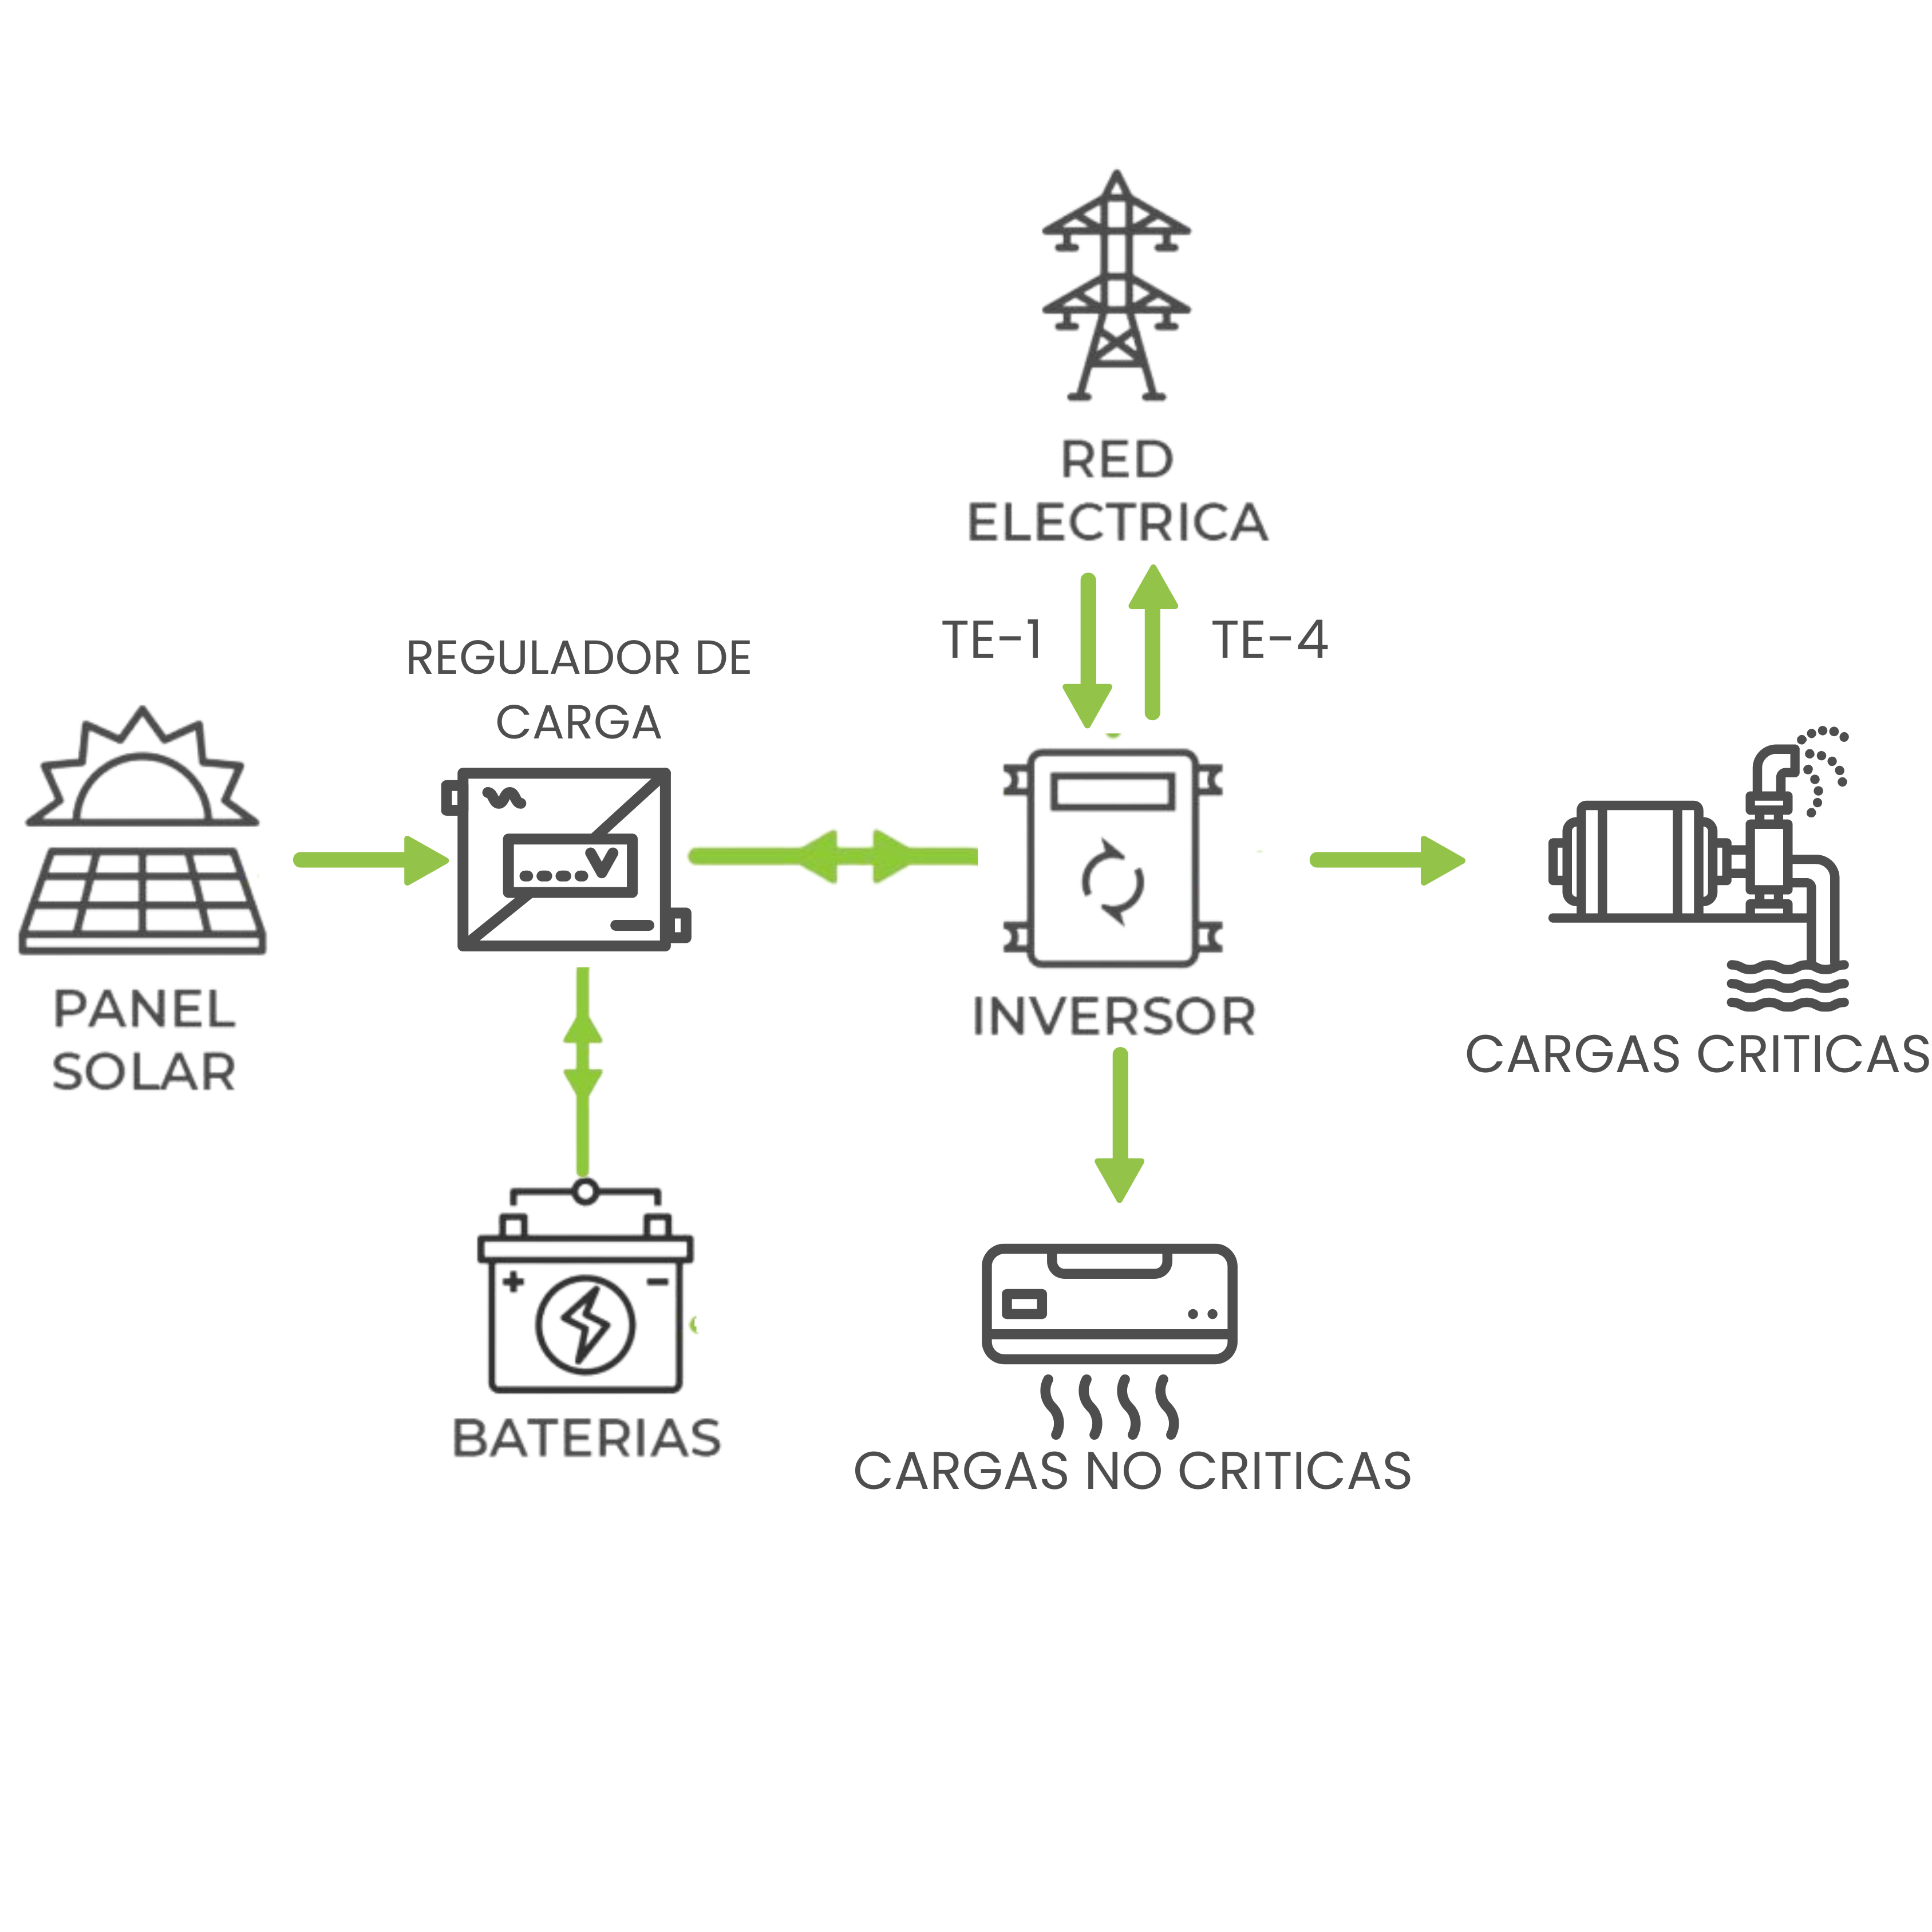 RED
ELECTRICA
TE-1
TE-4
REGULADOR DE
CARGA
PANEL
SOLAR
INVERSOR
CARGAS CRITICAS
BATERIAS
CARGAS NO CRITICAS